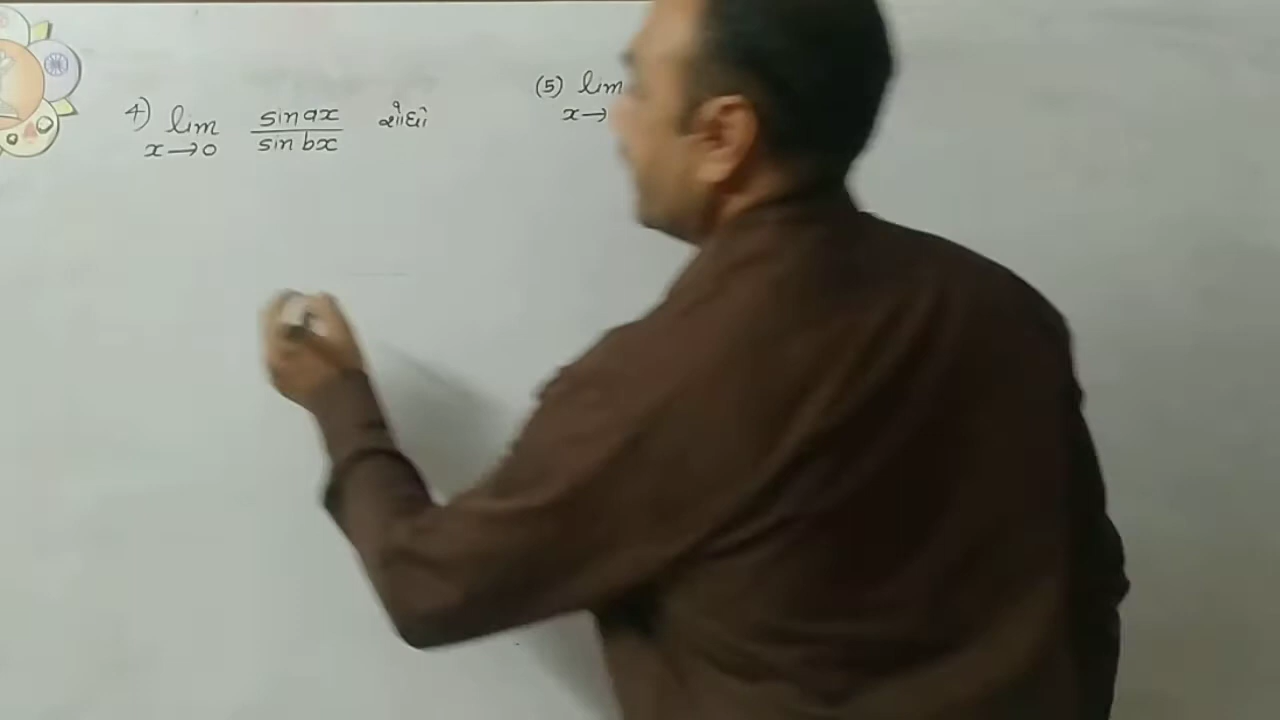 4) lim sin ax / sin bx શોધો
x→0
(5) lim
x→